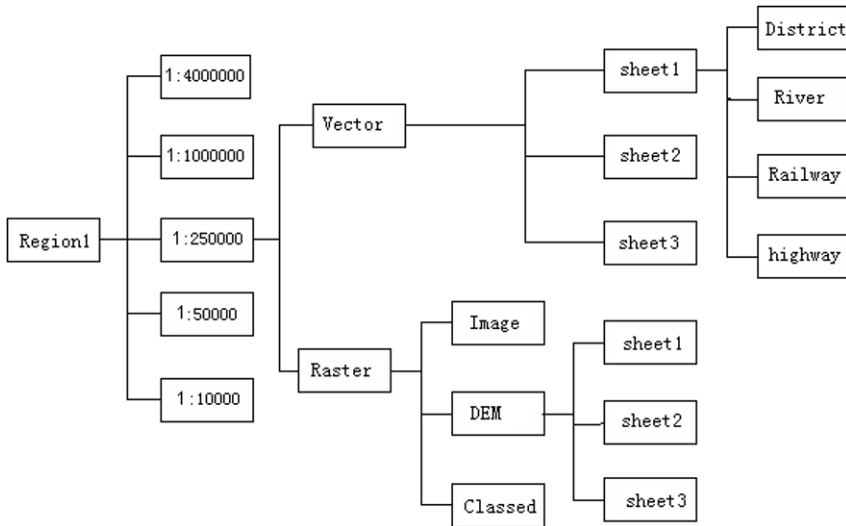 Region1
1:4000000
1:1000000
1:250000
1:50000
1:10000
Vector
Raster
sheet1
sheet2
sheet3
District
River
Railway
highway
Image
DEM
Classed
sheet1
sheet2
sheet3